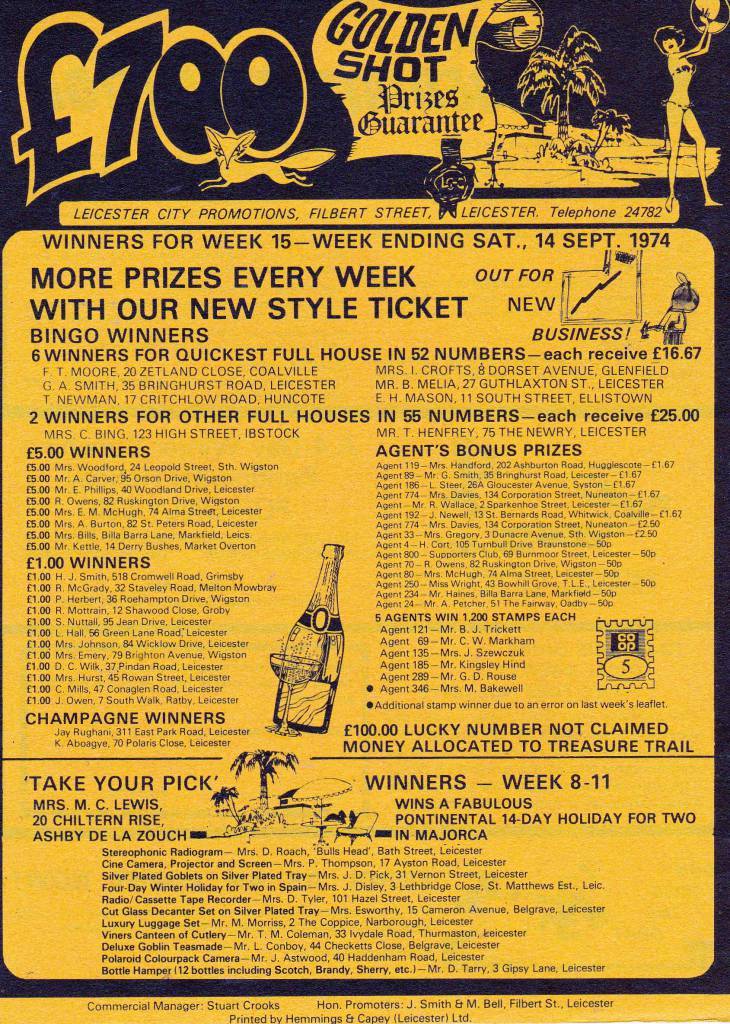 £700
GOLDEN
SHOT
Prizes
Guarantee
LEICESTER CITY PROMOTIONS, FILBERT STREET, LEICESTER. Telephone 24782
WINNERS FOR WEEK 15—WEEK ENDING SAT., 14 SEPT. 1974
MORE PRIZES EVERY WEEK
WITH OUR NEW STYLE TICKET
OUT FOR
NEW
BUSINESS!
BINGO WINNERS
6 WINNERS FOR QUICKEST FULL HOUSE IN 52 NUMBERS—each receive £16.67
F. T. MOORE, 20 ZETLAND CLOSE, COALVILLE
G. A. SMITH, 35 BRINGHURST ROAD, LEICESTER
T. NEWMAN, 17 CRITCHLOW ROAD, HUNCOTE
MRS. I. CROFTS, 8 DORSET AVENUE, GLENFIELD
MR. B. MELIA, 27 GUTHLAXTON ST., LEICESTER
E. H. MASON, 11 SOUTH STREET, ELLISTOWN
2 WINNERS FOR OTHER FULL HOUSES IN 55 NUMBERS—each receive £25.00
MRS. C. BING, 123 HIGH STREET, IBSTOCK
MR. T. HENFREY, 75 THE NEWRY, LEICESTER
£5.00 WINNERS
£5.00 Mrs. Woodford, 24 Leopold Street, Sth. Wigston
£5.00 Mr. A. Carver, 95 Orson Drive, Wigston
£5.00 Mr. E. Phillips, 40 Woodland Drive, Leicester
£5.00 R. Owens, 82 Ruskington Drive, Wigston
£5.00 Mrs. E. M. McHugh, 74 Alma Street, Leicester
£5.00 Mrs. A. Burton, 82 St. Peters Road, Leicester
£5.00 Mrs. Bills, Billa Barra Lane, Markfield, Leics.
£5.00 Mr. Kettle, 14 Derry Bushes, Market Overton
£1.00 WINNERS
£1.00 H. J. Smith, 518 Cromwell Road, Grimsby
£1.00 R. McGrady, 32 Staveley Road, Melton Mowbray
£1.00 P. Herbert, 36 Roehampton Drive, Wigston
£1.00 R. Mottrain, 12 Shawood Close, Groby
£1.00 S. Nuttall, 95 Jean Drive, Leicester
£1.00 L. Hall, 56 Green Lane Road, Leicester
£1.00 Mrs. Johnson, 84 Wicklow Drive, Leicester
£1.00 Mrs. Emery, 79 Brighton Avenue, Wigston
£1.00 D. C. Wilk, 37 Pindan Road, Leicester
£1.00 Mrs. Hurst, 45 Rowan Street, Leicester
£1.00 C. Mills, 47 Conaglen Road, Leicester
£1.00 J. Owen, 7 South Walk, Ratby, Leicester
CHAMPAGNE WINNERS
Jay Rughani, 311 East Park Road, Leicester
K. Aboagye, 70 Polaris Close, Leicester
AGENT'S BONUS PRIZES
Agent 119—Mrs. Handford, 202 Ashburton Road, Hugglescote—£1.67
Agent 89—Mr. G. Smith, 35 Bringhurst Road, Leicester—£1.67
Agent 186—L. Steer, 26A Gloucester Avenue, Syston—£1.67
Agent 774—Mrs. Davies, 134 Corporation Street, Nuneaton—£1.67
Agent—Mr. R. Wallace, 2 Sparkenhoe Street, Leicester—£1.67
Agent 192—J. Newell, 13 St. Bernards Road, Whitwick, Coalville—£1.67
Agent 774—Mrs. Davies, 134 Corporation Street, Nuneaton—£2.50
Agent 33—Mrs. Gregory, 3 Dunacre Avenue, Sth. Wigston—£2.50
Agent 4—H. Cort, 105 Turnbull Drive Braunstone—50p
Agent 800—Supporters Club, 69 Burnmoor Street, Leicester—50p
Agent 70—R. Owens, 82 Ruskington Drive, Wigston—50p
Agent 80—Mrs. McHugh, 74 Alma Street, Leicester—50p
Agent 250—Miss Wright, 43 Bowhill Grove, T.L.E., Leicester—50p
Agent 234—Mr. Haines, Billa Barra Lane, Markfield—50p
Agent 24—Mr. A. Petcher, 51 The Fairway, Oadby—50p
5 AGENTS WIN 1,200 STAMPS EACH
Agent 121—Mr. B. J. Trickett
Agent 69—Mr. C. W. Markham
Agent 135—Mrs. J. Szewczuk
Agent 185—Mr. Kingsley Hind
Agent 289—Mr. G. D. Rouse
● Agent 346—Mrs. M. Bakewell
5
●Additional stamp winner due to an error on last week's leaflet.
£100.00 LUCKY NUMBER NOT CLAIMED
MONEY ALLOCATED TO TREASURE TRAIL
'TAKE YOUR PICK' WINNERS — WEEK 8-11
MRS. M. C. LEWIS,
20 CHILTERN RISE,
ASHBY DE LA ZOUCH
WINS A FABULOUS
PONTINENTAL 14-DAY HOLIDAY FOR TWO
IN MAJORCA
Stereophonic Radiogram—Mrs. D. Roach, 'Bulls Head', Bath Street, Leicester
Cine Camera, Projector and Screen—Mrs. P. Thompson, 17 Ayston Road, Leicester
Silver Plated Goblets on Silver Plated Tray—Mrs. J. D. Pick, 31 Vernon Street, Leicester
Four-Day Winter Holiday for Two in Spain—Mrs. J. Disley, 3 Lethbridge Close, St. Matthews Est., Leic.
Radio/Cassette Tape Recorder—Mrs. D. Tyler, 101 Hazel Street, Leicester
Cut Glass Decanter Set on Silver Plated Tray—Mrs. Esworthy, 15 Cameron Avenue, Belgrave, Leicester
Luxury Luggage Set—Mr. M. Morriss, 2 The Coppice, Narborough, Leicester
Viners Canteen of Cutlery—Mr. T. M. Coleman, 33 Ivydale Road, Thurmaston, Leicester
Deluxe Goblin Teasmade—Mr. L. Conboy, 44 Checketts Close, Belgrave, Leicester
Polaroid Colourpack Camera—Mr. J. Astwood, 40 Haddenham Road, Leicester
Bottle Hamper (12 bottles including Scotch, Brandy, Sherry, etc.)—Mr. D. Tarry, 3 Gipsy Lane, Leicester
Commercial Manager: Stuart Crooks Hon. Promoters: J. Smith & M. Bell, Filbert St., Leicester
Printed by Hemmings & Capey (Leicester) Ltd.